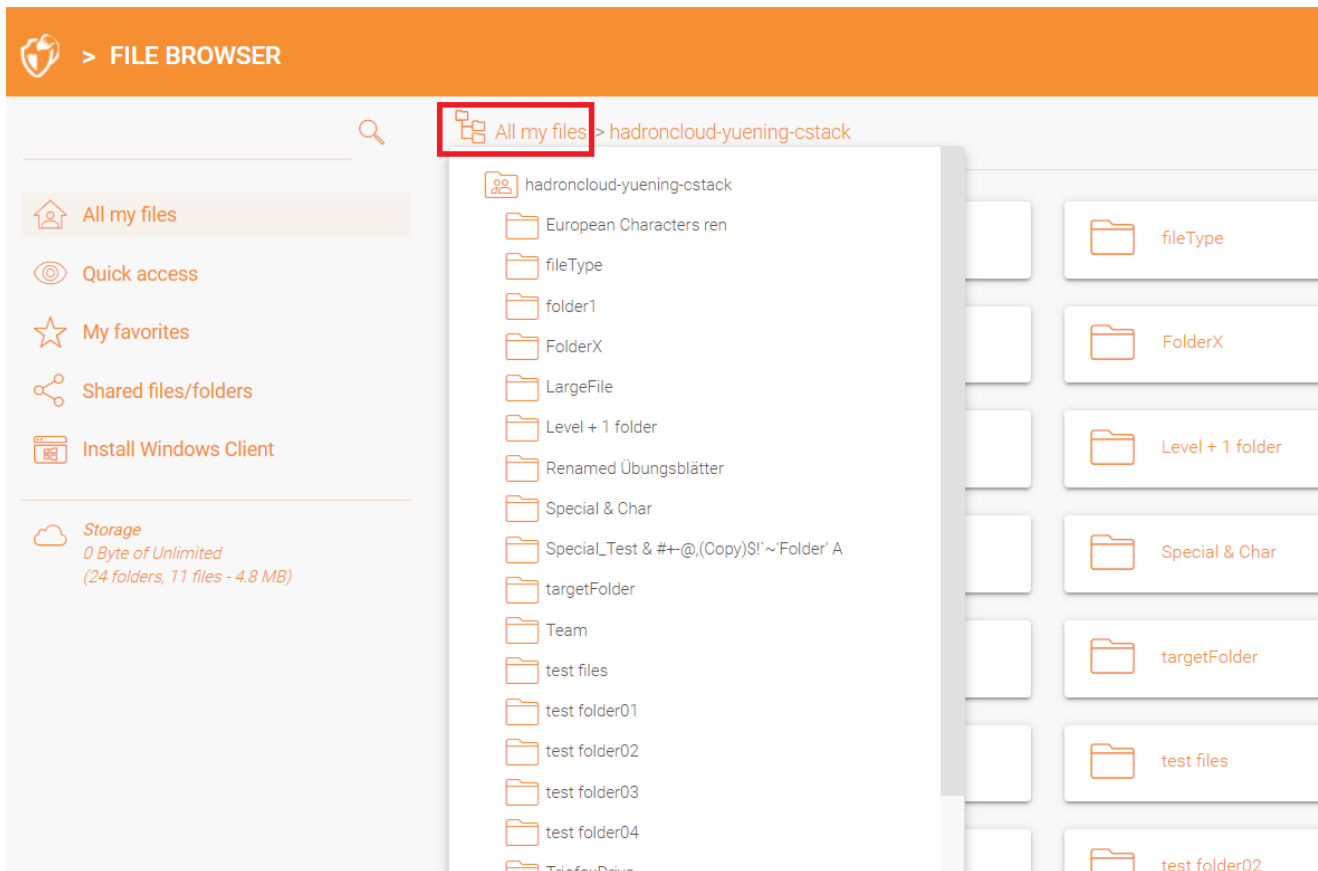 > FILE BROWSER
All my files > hadroncloud-yuening-cstack
All my files
Quick access
My favorites
Shared files/folders
Install Windows Client
Storage
0 Byte of Unlimited
(24 folders, 11 files - 4.8 MB)
hadroncloud-yuening-cstack
European Characters ren
fileType
folder1
FolderX
LargeFile
Level + 1 folder
Renamed Übungsblätter
Special & Char
Special_Test & #+-@,(Copy)$!`~'Folder' A
targetFolder
Team
test files
test folder01
test folder02
test folder03
test folder04
fileType
FolderX
Level + 1 folder
Special & Char
targetFolder
test files
test folder02